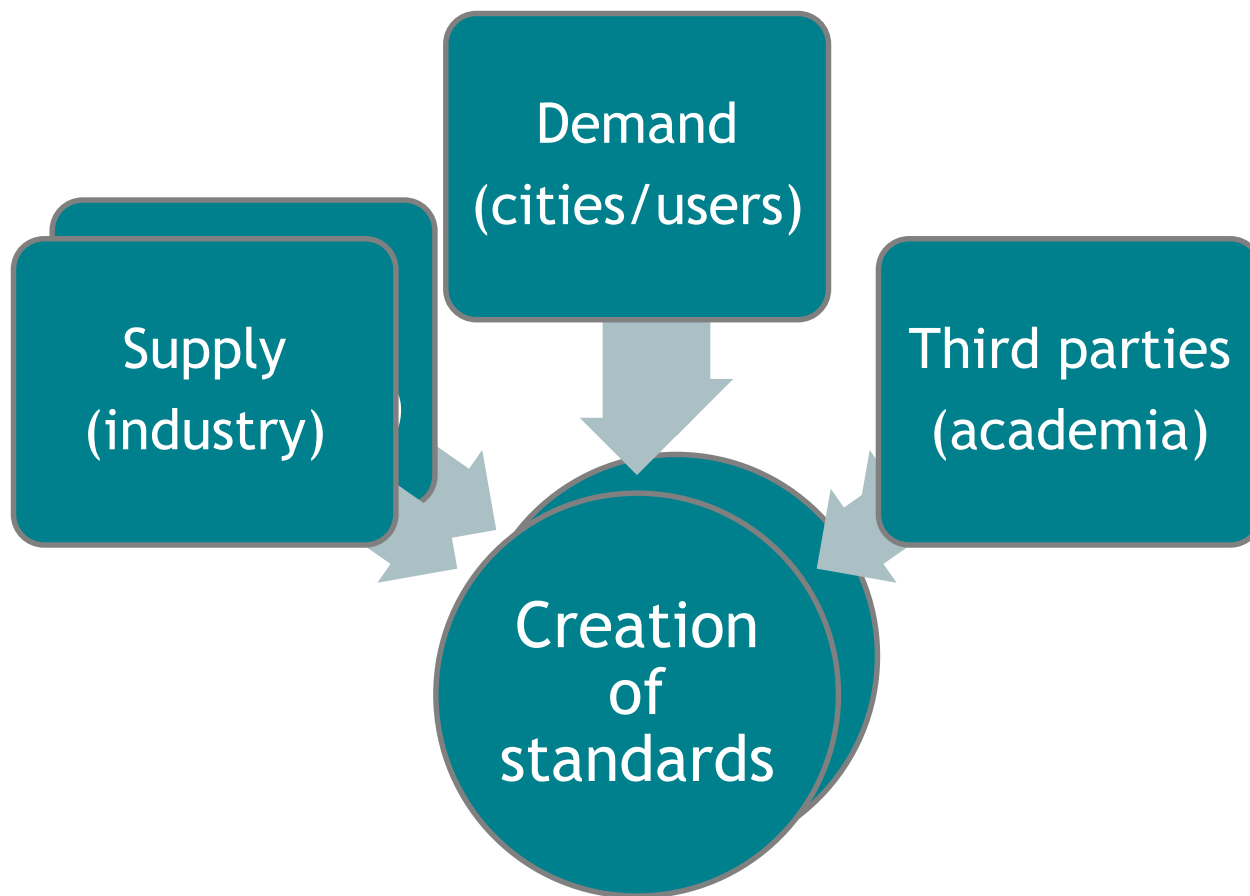 Demand
(cities/users)
Supply
(industry)
)
Third parties
(academia)
Creation
of
standards